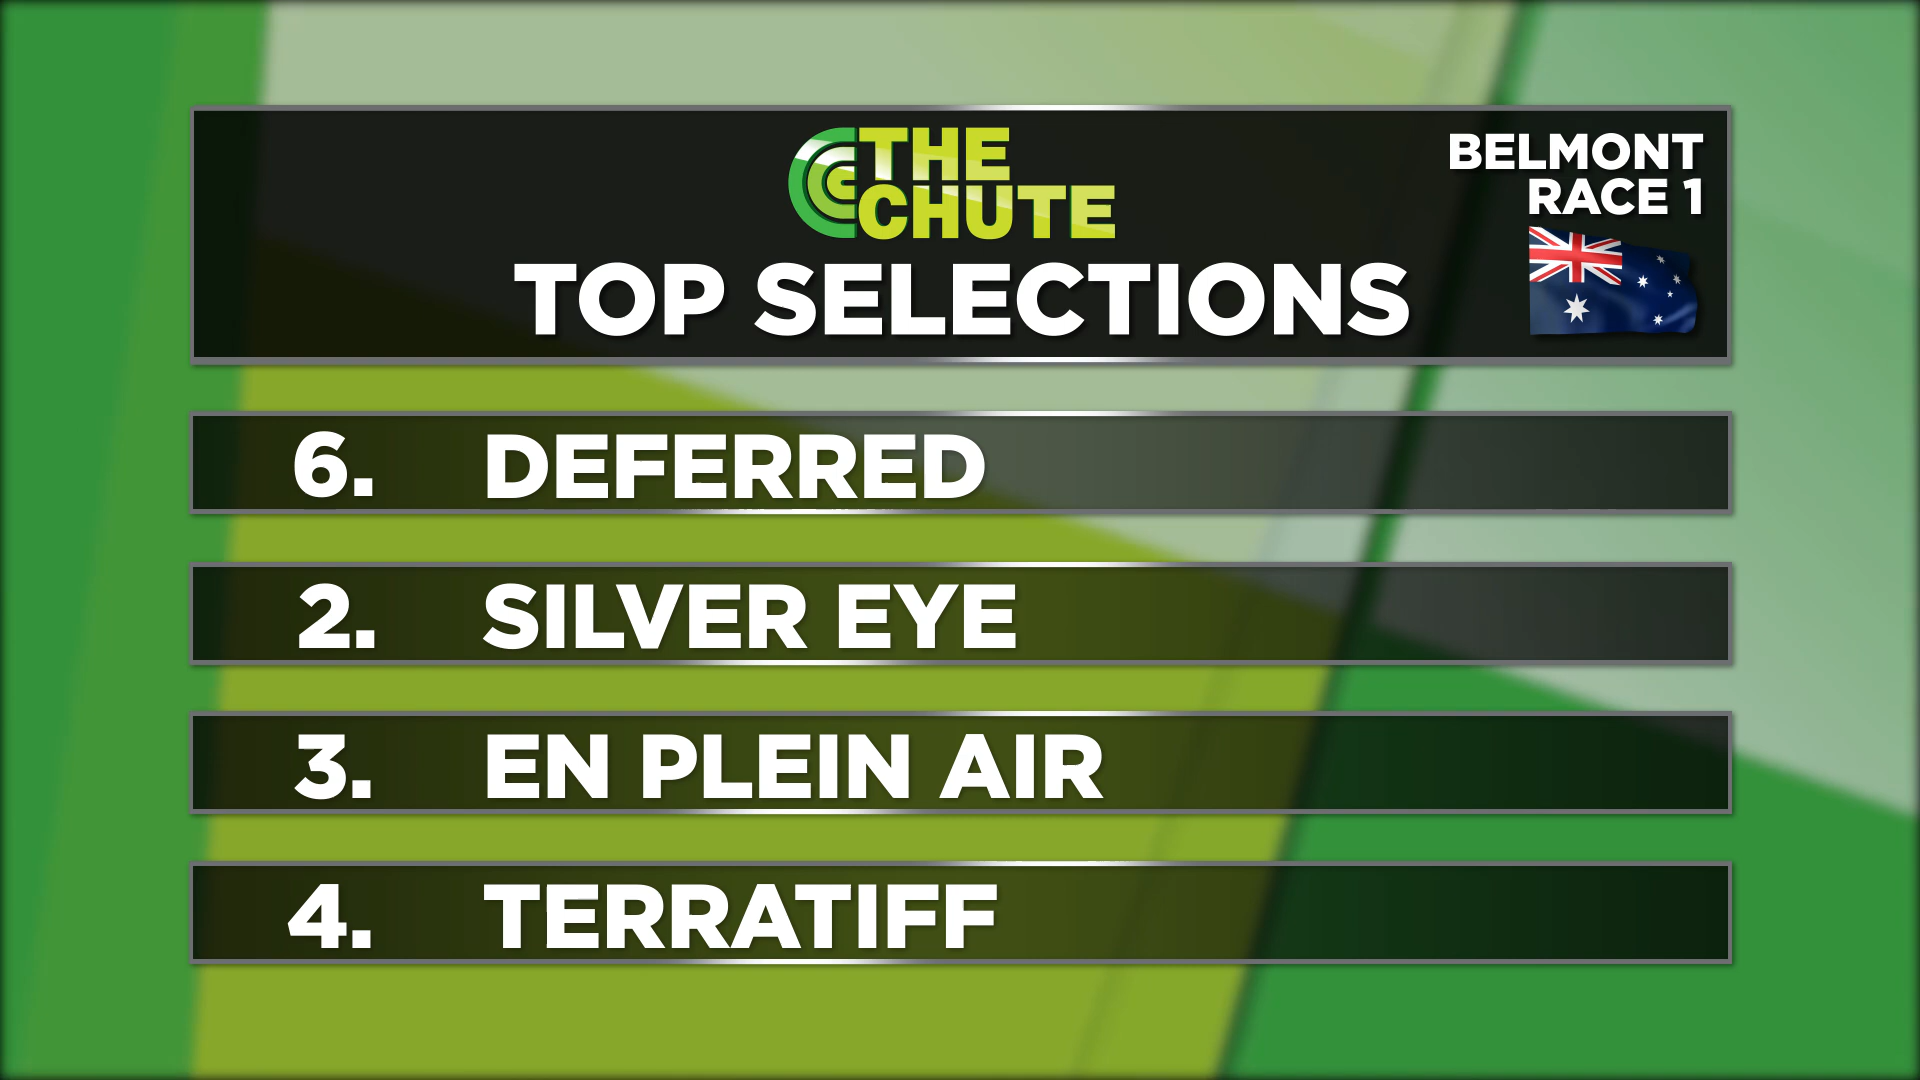 THE
CHUTE
TOP SELECTIONS
BELMONT
RACE 1
6. DEFERRED
2. SILVER EYE
3. EN PLEIN AIR
4. TERRATIFF